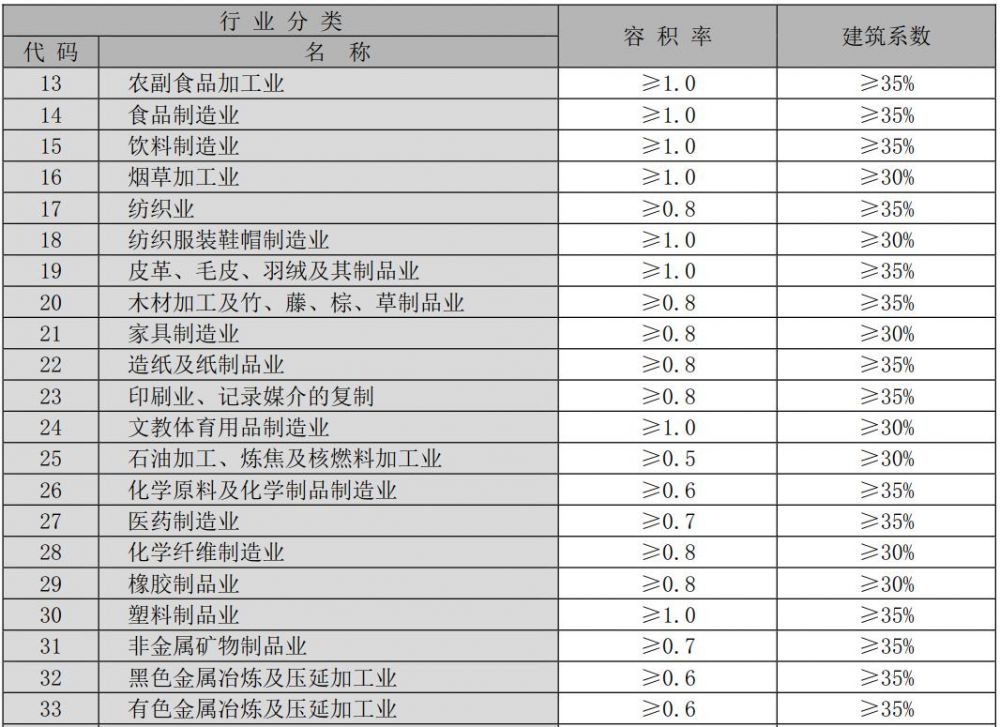 行业分类 容积率 建筑系数
代码 名称
13 农副食品加工业 ≥1.0 ≥35%
14 食品制造业 ≥1.0 ≥35%
15 饮料制造业 ≥1.0 ≥35%
16 烟草加工业 ≥1.0 ≥30%
17 纺织业 ≥0.8 ≥35%
18 纺织服装鞋帽制造业 ≥1.0 ≥30%
19 皮革、毛皮、羽绒及其制品业 ≥1.0 ≥35%
20 木材加工及竹、藤、棕、草制品业 ≥0.8 ≥35%
21 家具制造业 ≥0.8 ≥30%
22 造纸及纸制品业 ≥0.8 ≥35%
23 印刷业、记录媒介的复制 ≥0.8 ≥35%
24 文教体育用品制造业 ≥1.0 ≥30%
25 石油加工、炼焦及核燃料加工业 ≥0.5 ≥30%
26 化学原料及化学制品制造业 ≥0.6 ≥35%
27 医药制造业 ≥0.7 ≥35%
28 化学纤维制造业 ≥0.8 ≥30%
29 橡胶制品业 ≥0.8 ≥30%
30 塑料制品业 ≥1.0 ≥35%
31 非金属矿物制品业 ≥0.7 ≥35%
32 黑色金属冶炼及压延加工业 ≥0.6 ≥35%
33 有色金属冶炼及压延加工业 ≥0.6 ≥35%